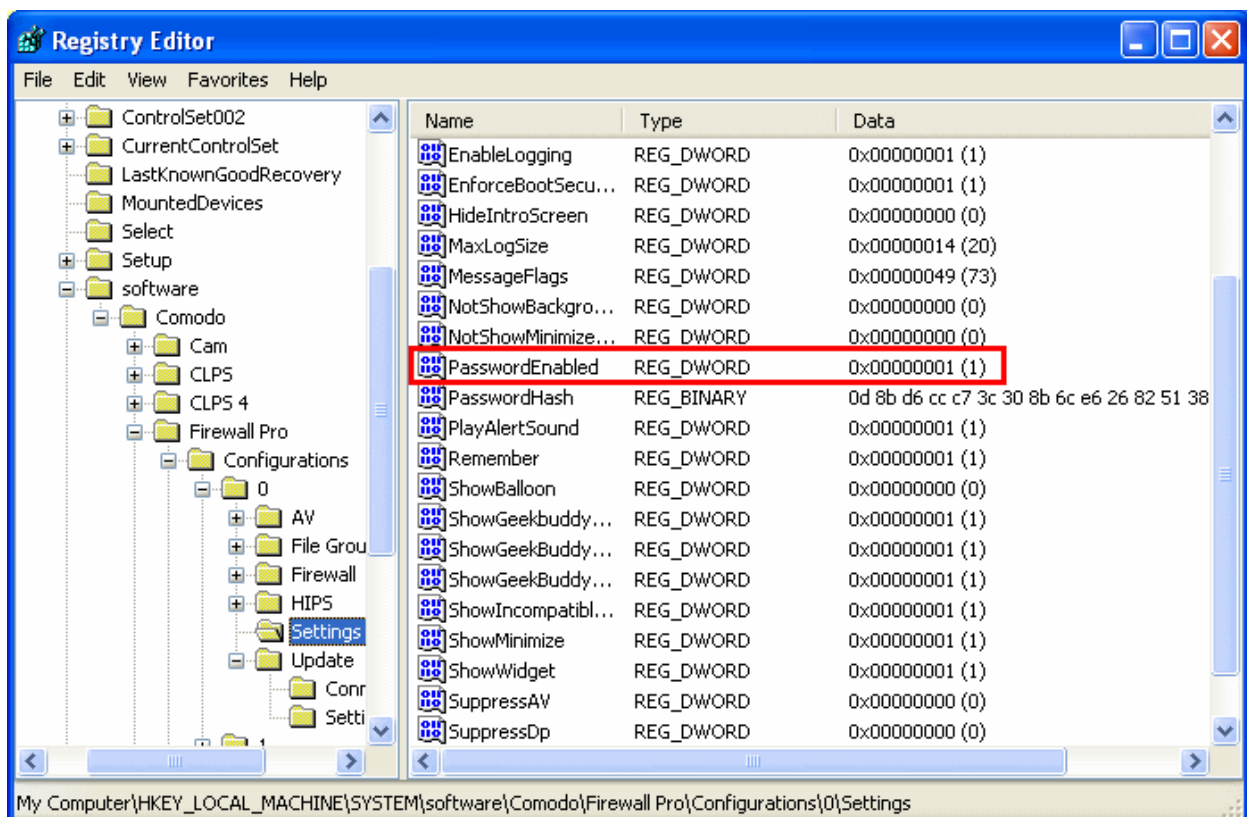 Registry Editor
File Edit View Favorites Help
ControlSet002
CurrentControlSet
LastKnownGoodRecovery
MountedDevices
Select
Setup
software
Comodo
Cam
CLPS
CLPS 4
Firewall Pro
Configurations
0
AV
File Grou
Firewall
HIPS
Settings
Update
Conr
Setti
1
Name Type Data
EnableLogging REG_DWORD 0x00000001 (1)
EnforceBootSecu... REG_DWORD 0x00000001 (1)
HideIntroScreen REG_DWORD 0x00000000 (0)
MaxLogSize REG_DWORD 0x00000014 (20)
MessageFlags REG_DWORD 0x00000049 (73)
NotShowBackgro... REG_DWORD 0x00000000 (0)
NotShowMinimize... REG_DWORD 0x00000000 (0)
PasswordEnabled REG_DWORD 0x00000001 (1)
PasswordHash REG_BINARY 0d 8b d6 cc c7 3c 30 8b 6c e6 26 82 51 38
PlayAlertSound REG_DWORD 0x00000001 (1)
Remember REG_DWORD 0x00000001 (1)
ShowBalloon REG_DWORD 0x00000000 (0)
ShowGeekbuddy... REG_DWORD 0x00000001 (1)
ShowGeekBuddy... REG_DWORD 0x00000001 (1)
ShowGeekBuddy... REG_DWORD 0x00000001 (1)
ShowIncompatibl... REG_DWORD 0x00000001 (1)
ShowMinimize REG_DWORD 0x00000001 (1)
ShowWidget REG_DWORD 0x00000001 (1)
SuppressAV REG_DWORD 0x00000000 (0)
SuppressDp REG_DWORD 0x00000000 (0)
My Computer\HKEY_LOCAL_MACHINE\SYSTEM\software\Comodo\Firewall Pro\Configurations\0\Settings